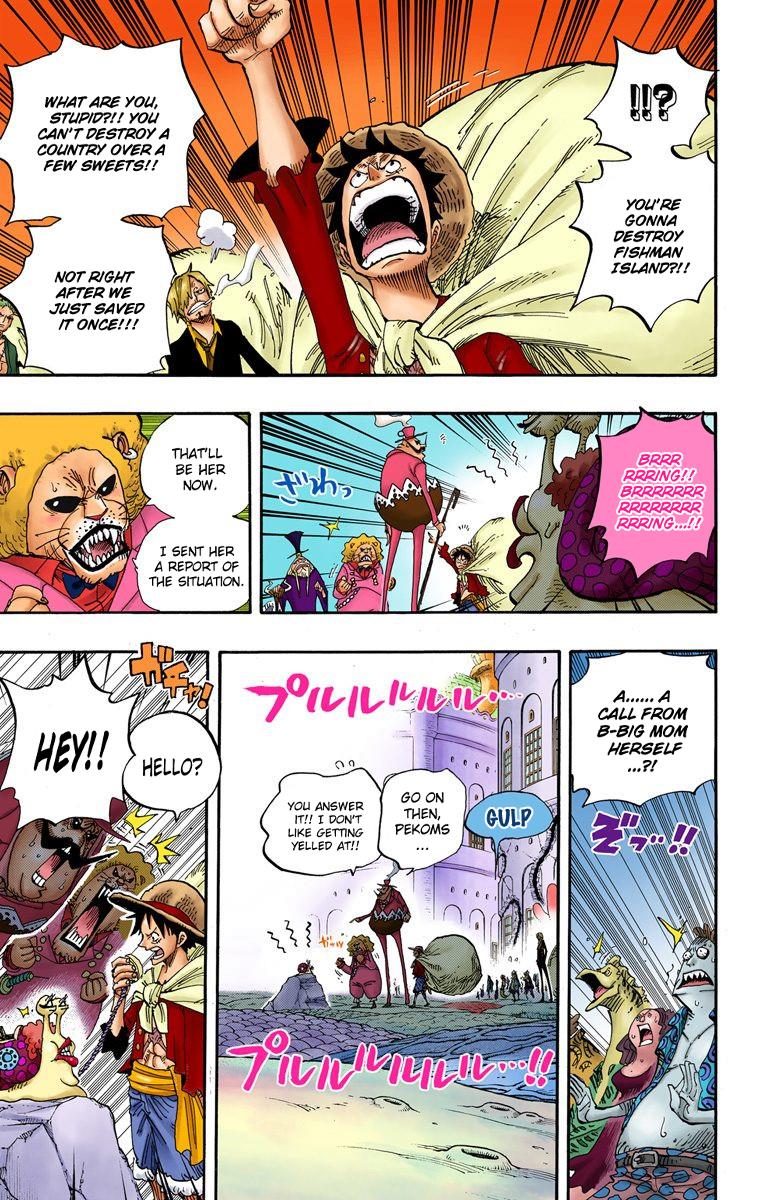 !!?
YOU'RE
GONNA
DESTROY
FISHMAN
ISLAND?!!
WHAT ARE YOU,
STUPID?!! YOU
CAN'T DESTROY A
COUNTRY OVER A
FEW SWEETS!!
NOT RIGHT
AFTER WE
JUST SAVED
IT ONCE!!!
BRRR
RRRING!!
BRRRRRRR
RRRRRRRR
RRRING...!!
ざわっ
THAT'LL
BE HER
NOW.
I SENT HER
A REPORT OF
THE SITUATION.
A...... A
CALL FROM
B-BIG MOM
HERSELF
...?!
ぞっ!!
プルルルルル...
GULP
GO ON
THEN,
PEKOMS
...
YOU ANSWER
IT!! I DON'T
LIKE GETTING
YELLED AT!!
プルルルルルル...!!
ガチャ!
HELLO?
HEY!!